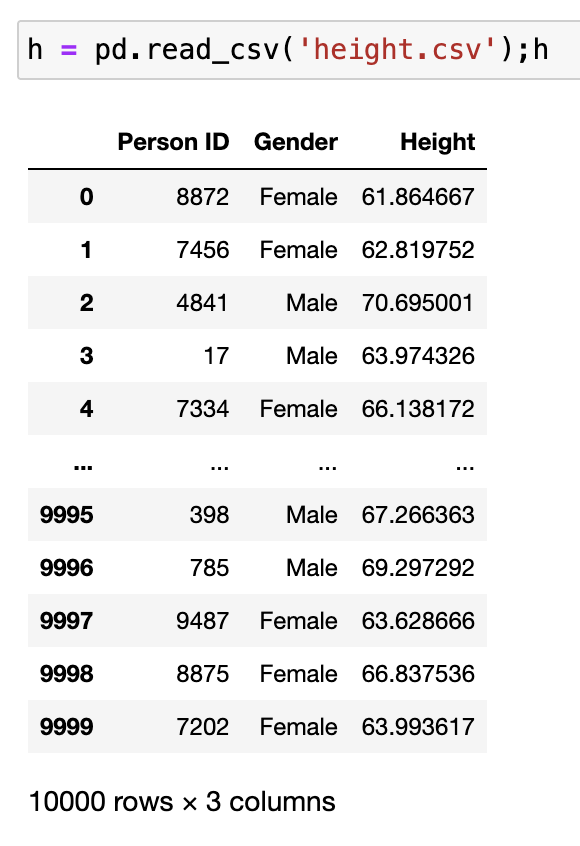 h = pd.read_csv('height.csv');h
Person ID Gender Height
0 8872 Female 61.864667
1 7456 Female 62.819752
2 4841 Male 70.695001
3 17 Male 63.974326
4 7334 Female 66.138172
... ... ... ...
9995 398 Male 67.266363
9996 785 Male 69.297292
9997 9487 Female 63.628666
9998 8875 Female 66.837536
9999 7202 Female 63.993617
10000 rows × 3 columns